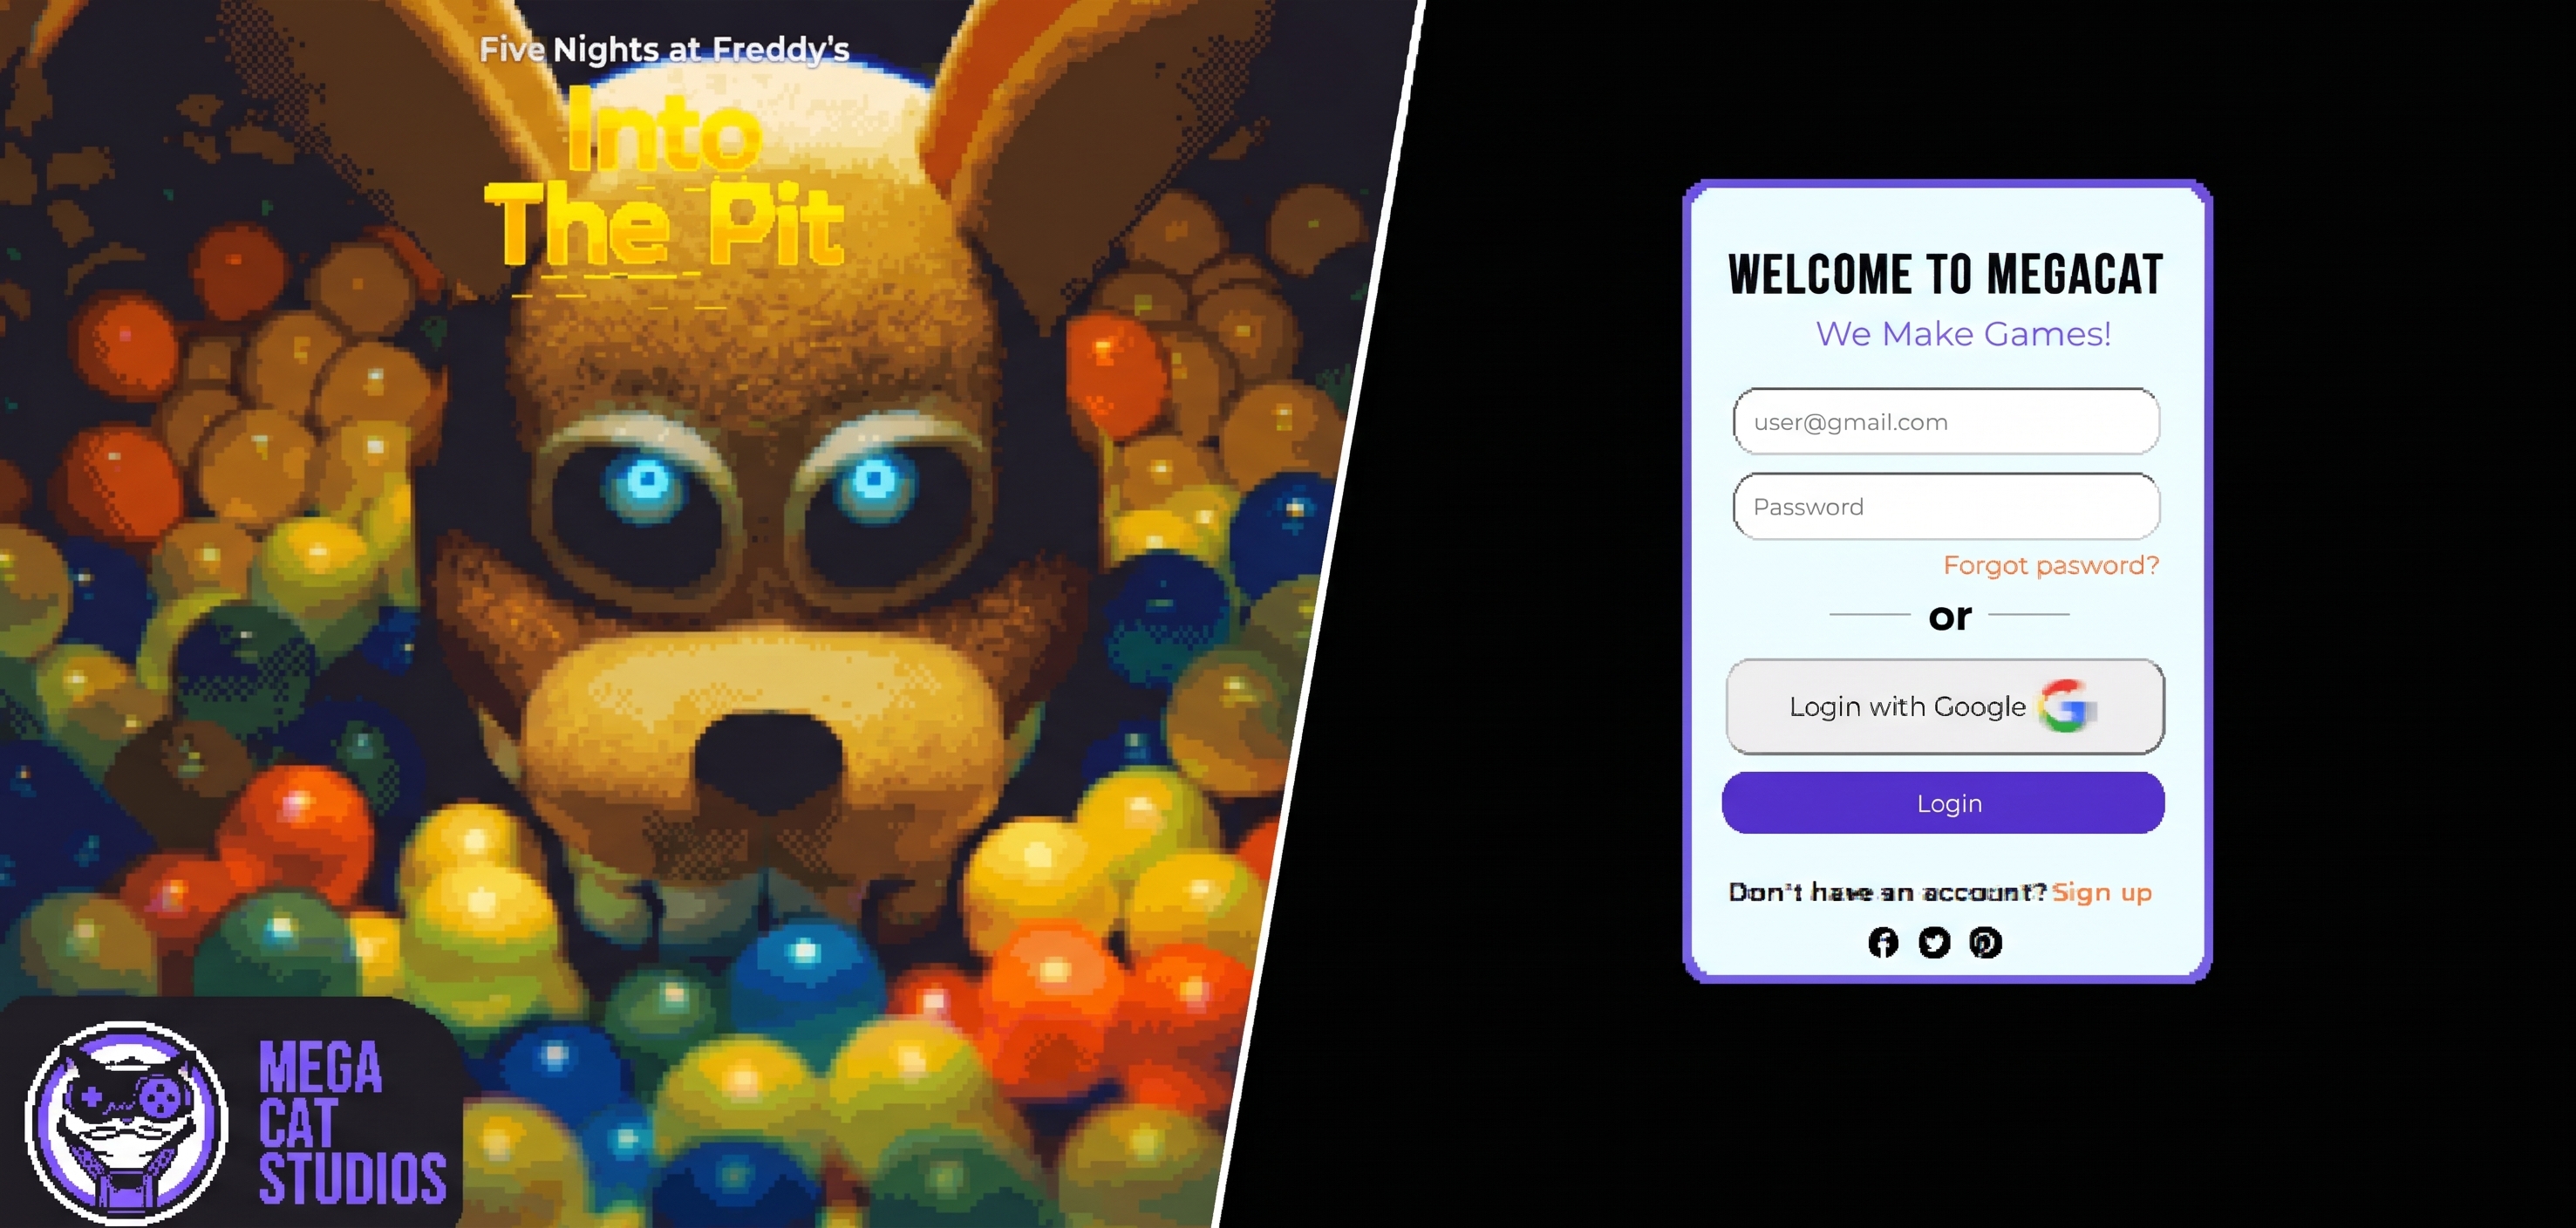 Five Nights at Freddy's
Into
The Pit
MEGA
CAT
STUDIOS
WELCOME TO MEGACAT
We Make Games!
user@gmail.com
Password
Forgot pasword?
or
Login with Google
Login
Don't have an account? Sign up